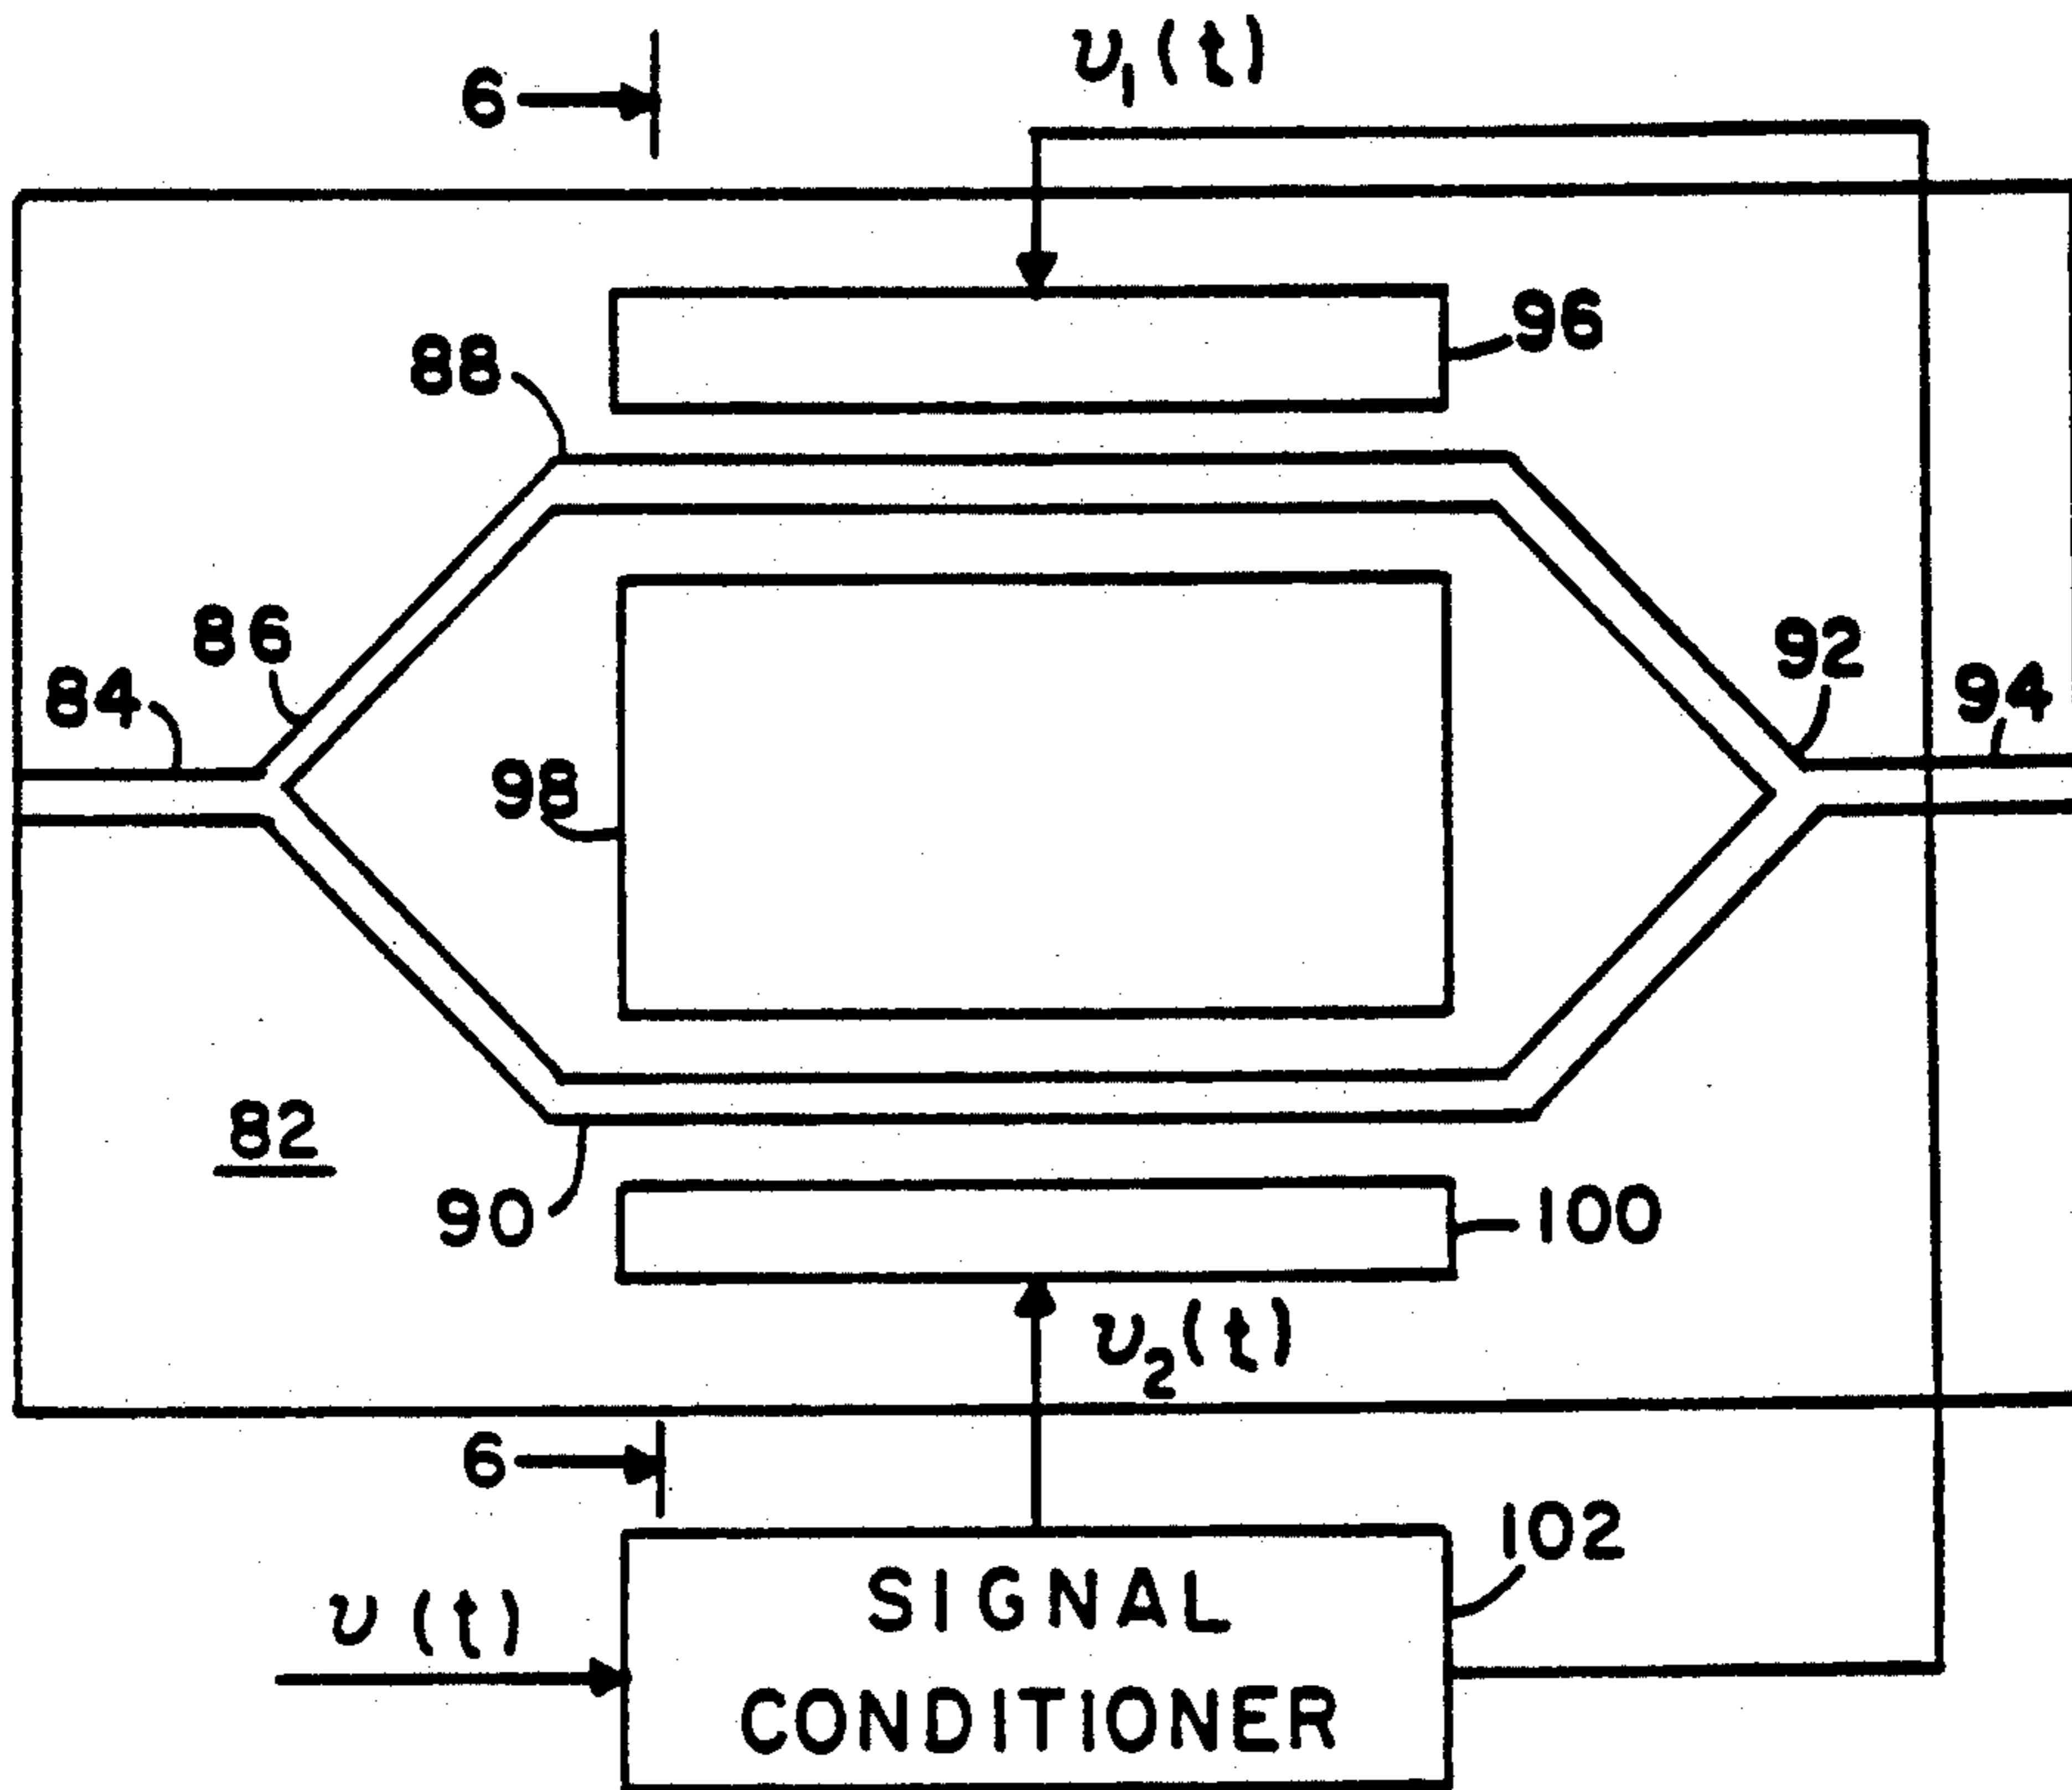 υ₁(t)
6
96
88
86
92
84
94
98
82
90
100
υ₂(t)
6
102
υ(t)
SIGNAL
CONDITIONER